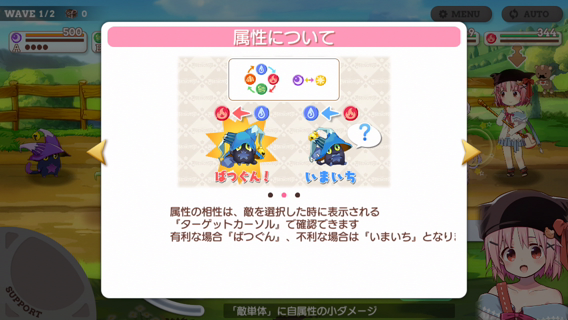 WAVE 1/2
0
MENU
AUTO
500
344
属性について
ばつぐん!
?
いまいち
属性の相性は、敵を選択した時に表示される
「ターゲットカーソル」で確認できます
有利な場合「ばつぐん」、不利な場合は「いまいち」となりま
SUPPORT
「敵単体」に自属性の小ダメージ